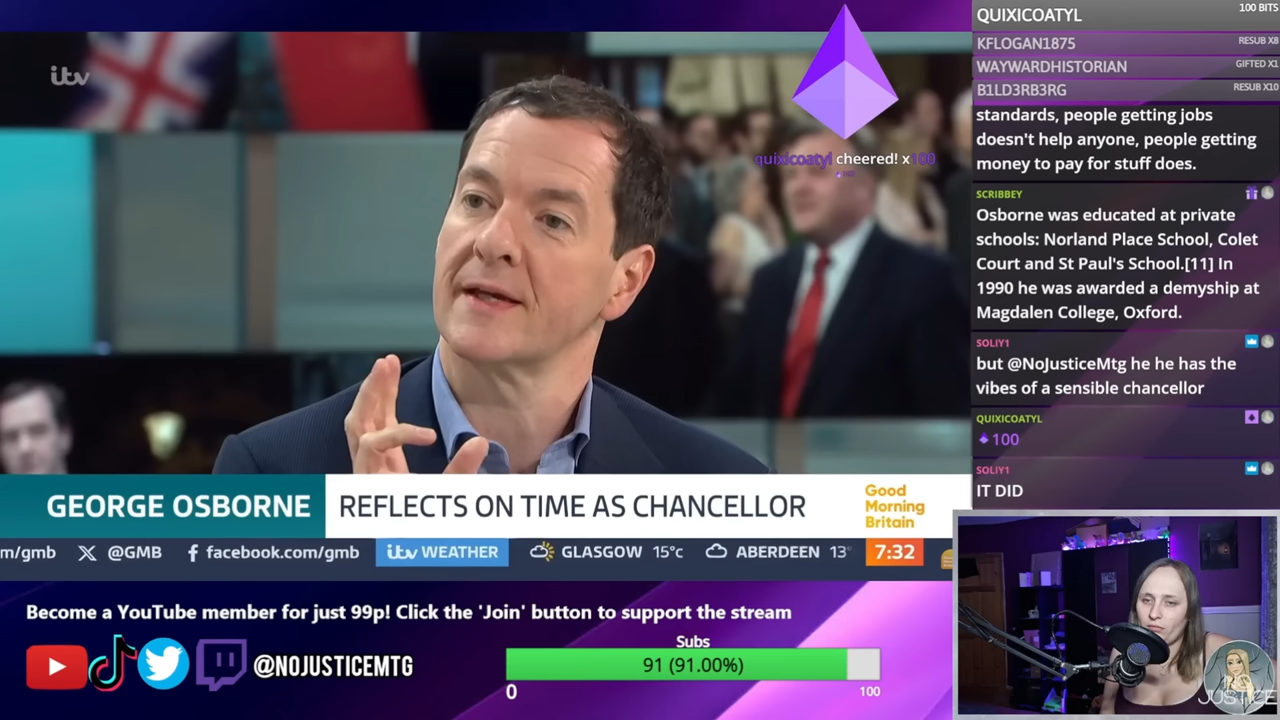 itv
quixicoatyl cheered! x100
GEORGE OSBORNE
REFLECTS ON TIME AS CHANCELLOR
Good
Morning
Britain
m/gmb
@GMB
facebook.com/gmb
itv WEATHER
GLASGOW 15°c
ABERDEEN 13°
7:32
Become a YouTube member for just 99p! Click the 'Join' button to support the stream
@NOJUSTICEMTG
Subs
91 (91.00%)
0
100
QUIXICOATYL 100 BITS
KFLOGAN1875 RESUB X8
WAYWARDHISTORIAN GIFTED X1
B1LD3RB3RG RESUB X10
standards, people getting jobs
doesn't help anyone, people getting
money to pay for stuff does.
SCRIBBEY
Osborne was educated at private
schools: Norland Place School, Colet
Court and St Paul's School.[11] In
1990 he was awarded a demyship at
Magdalen College, Oxford.
SOLIY1
but @NoJusticeMtg he he has the
vibes of a sensible chancellor
QUIXICOATYL
100
SOLIY1
IT DID
JUSTICE